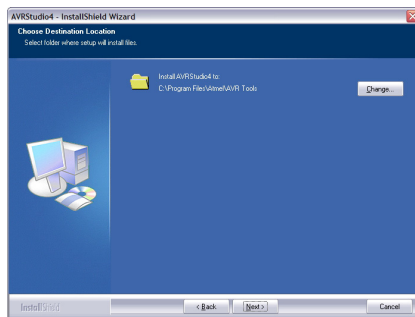 AVRStudio4 - InstallShield Wizard
Choose Destination Location
Select folder where setup will install files.
Install AVRStudio4 to:
C:\Program Files\Atmel\AVR Tools
Change...
InstallShield
< Back
Next >
Cancel